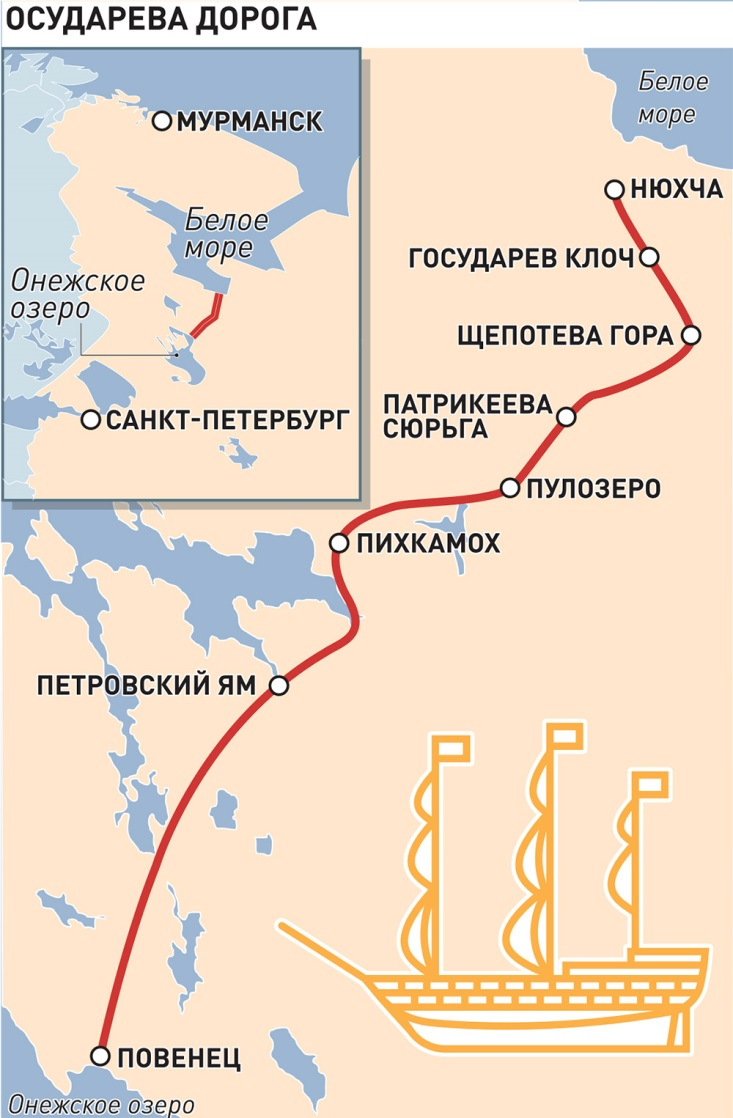 ОСУДАРЕВА ДОРОГА
МУРМАНСК
Белое
море
Онежское
озеро
САНКТ-ПЕТЕРБУРГ
Белое
море
НЮХЧА
ГОСУДАРЕВ КЛОЧ
ЩЕПОТЕВА ГОРА
ПАТРИКЕЕВА
СЮРЬГА
ПУЛОЗЕРО
ПИХКАМОХ
ПЕТРОВСКИЙ ЯМ
ПОВЕНЕЦ
Онежское озеро